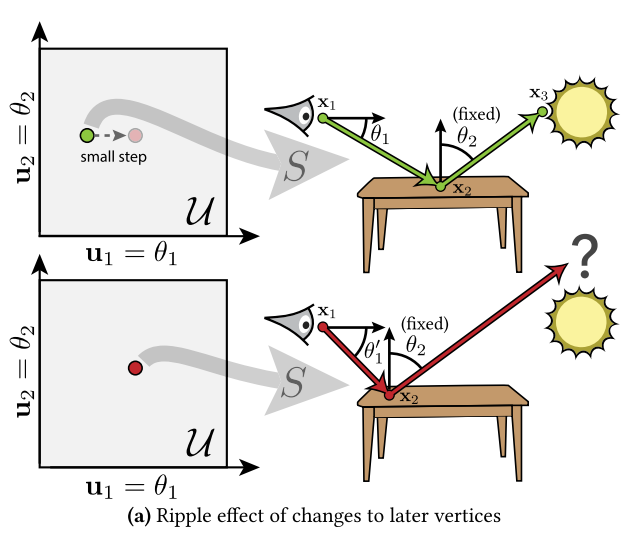 u₂ = θ₂
small step
𝒰
u₁ = θ₁
S
x₁
θ₁
(fixed)
θ₂
x₂
x₃
u₂ = θ₂
𝒰
u₁ = θ₁
S
x₁
θ′₁
(fixed)
θ₂
x₂
?
(a) Ripple effect of changes to later vertices